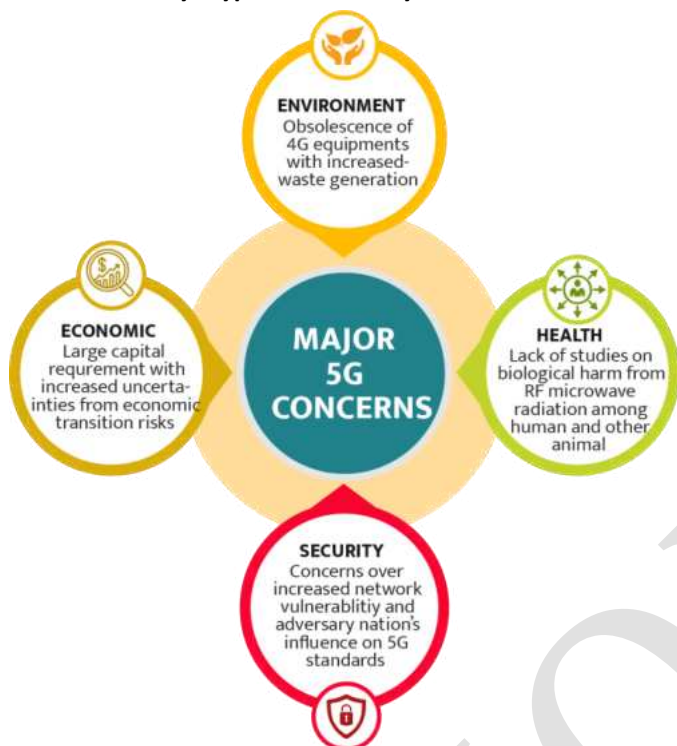 ENVIRONMENT
Obsolescence of
4G equipments
with increased-
waste generation
ECONOMIC
Large capital
requrement with
increased uncerta-
inties from economic
transition risks
MAJOR
5G
CONCERNS
HEALTH
Lack of studies on
biological harm from
RF microwave
radiation among
human and other
animal
SECURITY
Concerns over
increased network
vulnerablitiy and
adversary nation's
influence on 5G
standards